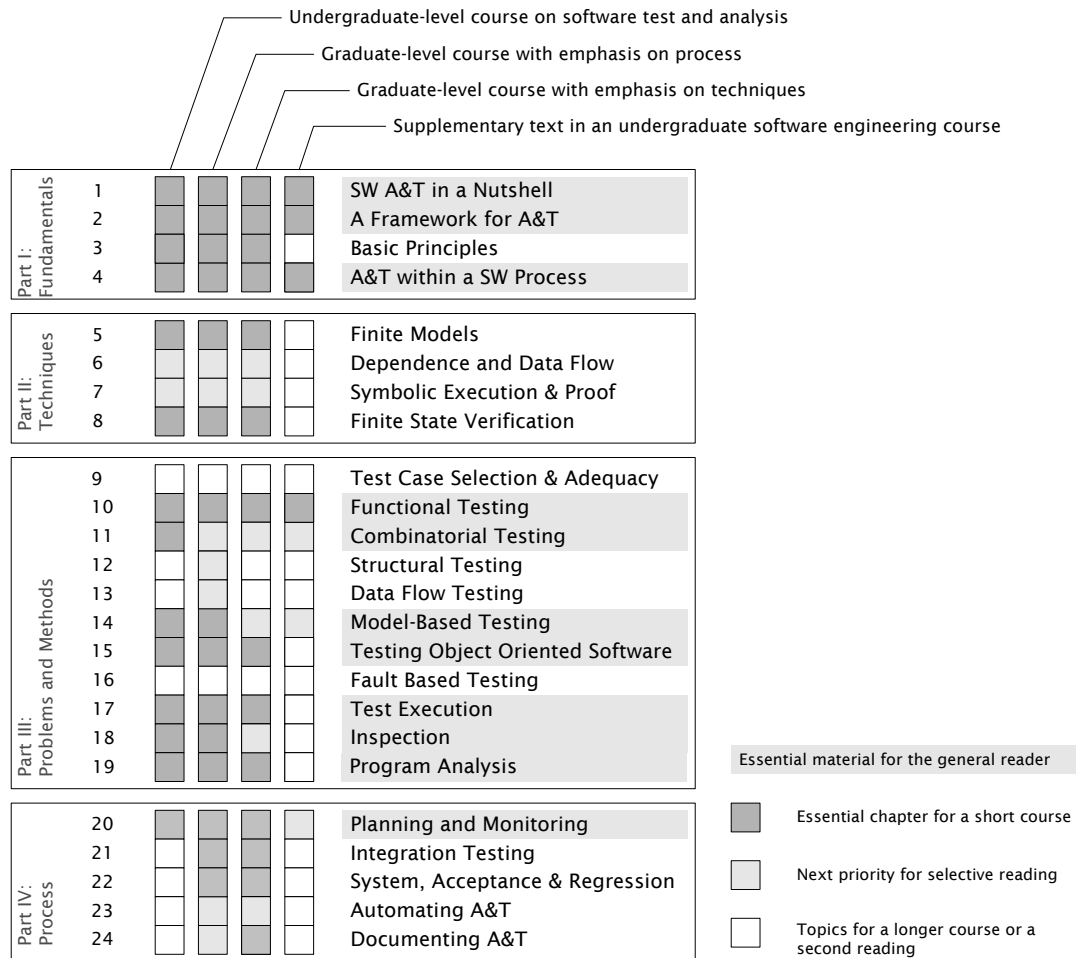 Undergraduate-level course on software test and analysis
Graduate-level course with emphasis on process
Graduate-level course with emphasis on techniques
Supplementary text in an undergraduate software engineering course
Part I:
Fundamentals
1 SW A&T in a Nutshell
2 A Framework for A&T
3 Basic Principles
4 A&T within a SW Process
Part II:
Techniques
5 Finite Models
6 Dependence and Data Flow
7 Symbolic Execution & Proof
8 Finite State Verification
Part III:
Problems and Methods
9 Test Case Selection & Adequacy
10 Functional Testing
11 Combinatorial Testing
12 Structural Testing
13 Data Flow Testing
14 Model-Based Testing
15 Testing Object Oriented Software
16 Fault Based Testing
17 Test Execution
18 Inspection
19 Program Analysis
Part IV:
Process
20 Planning and Monitoring
21 Integration Testing
22 System, Acceptance & Regression
23 Automating A&T
24 Documenting A&T
Essential material for the general reader
Essential chapter for a short course
Next priority for selective reading
Topics for a longer course or a
second reading